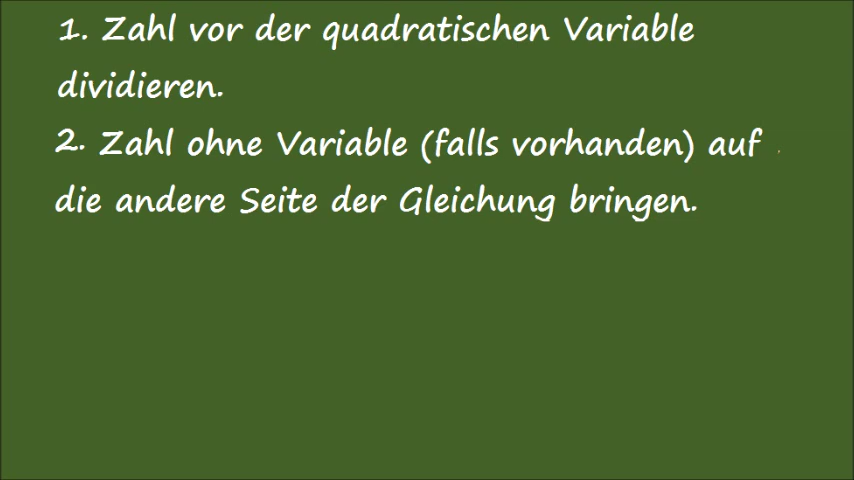 1. Zahl vor der quadratischen Variable
dividieren.
2. Zahl ohne Variable (falls vorhanden) auf
die andere Seite der Gleichung bringen.